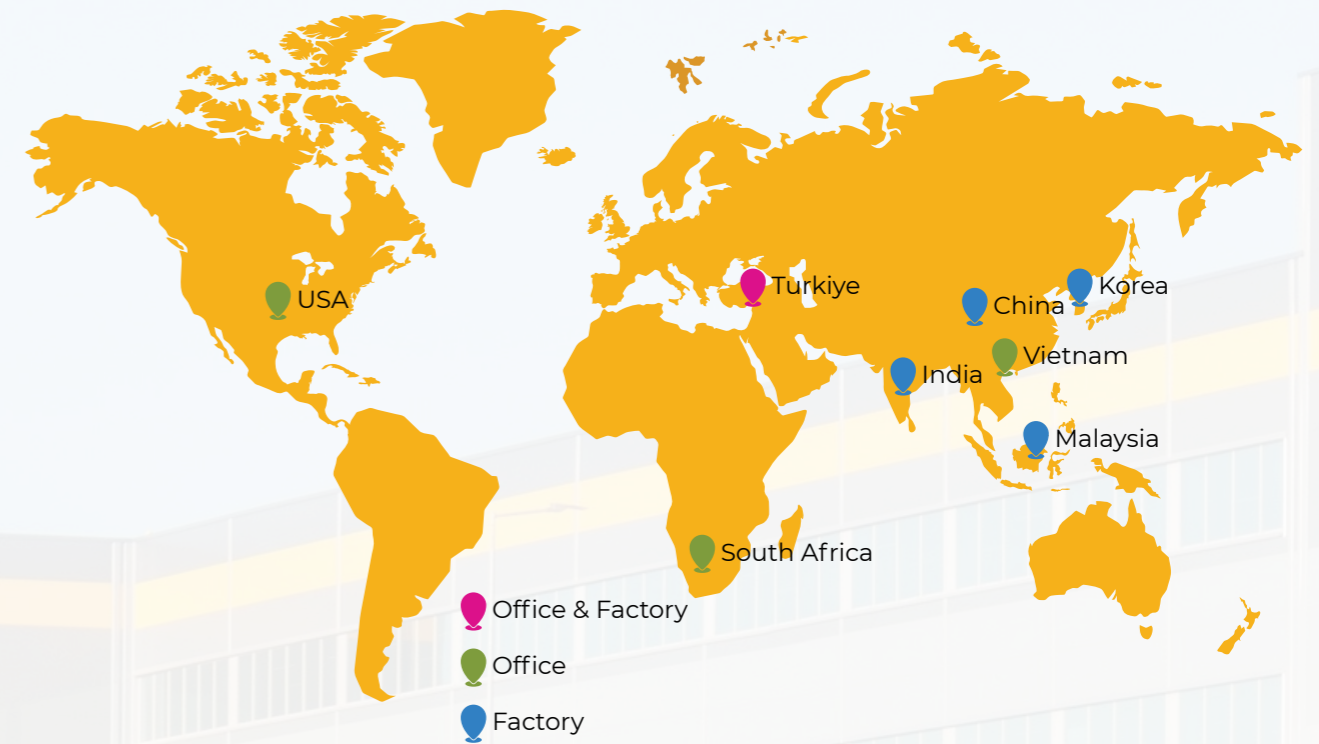 USA
Turkiye
Korea
China
Vietnam
India
Malaysia
South Africa
Office & Factory
Office
Factory